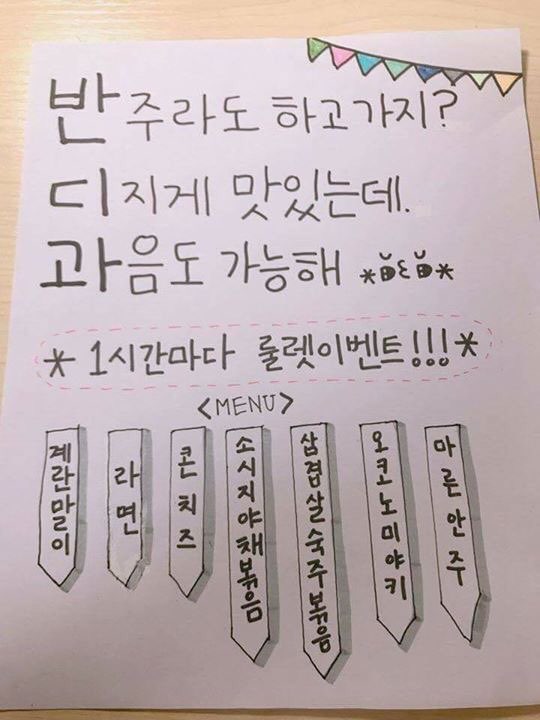 반주라도 하고가지?
디지게 맛있는데.
과음도 가능해
*1시간마다 룰렛이벤트!!!*
<MENU>
계란말이
라면
콘치즈
소시지야채볶음
삼겹살숙주볶음
오코노미야키
마른안주